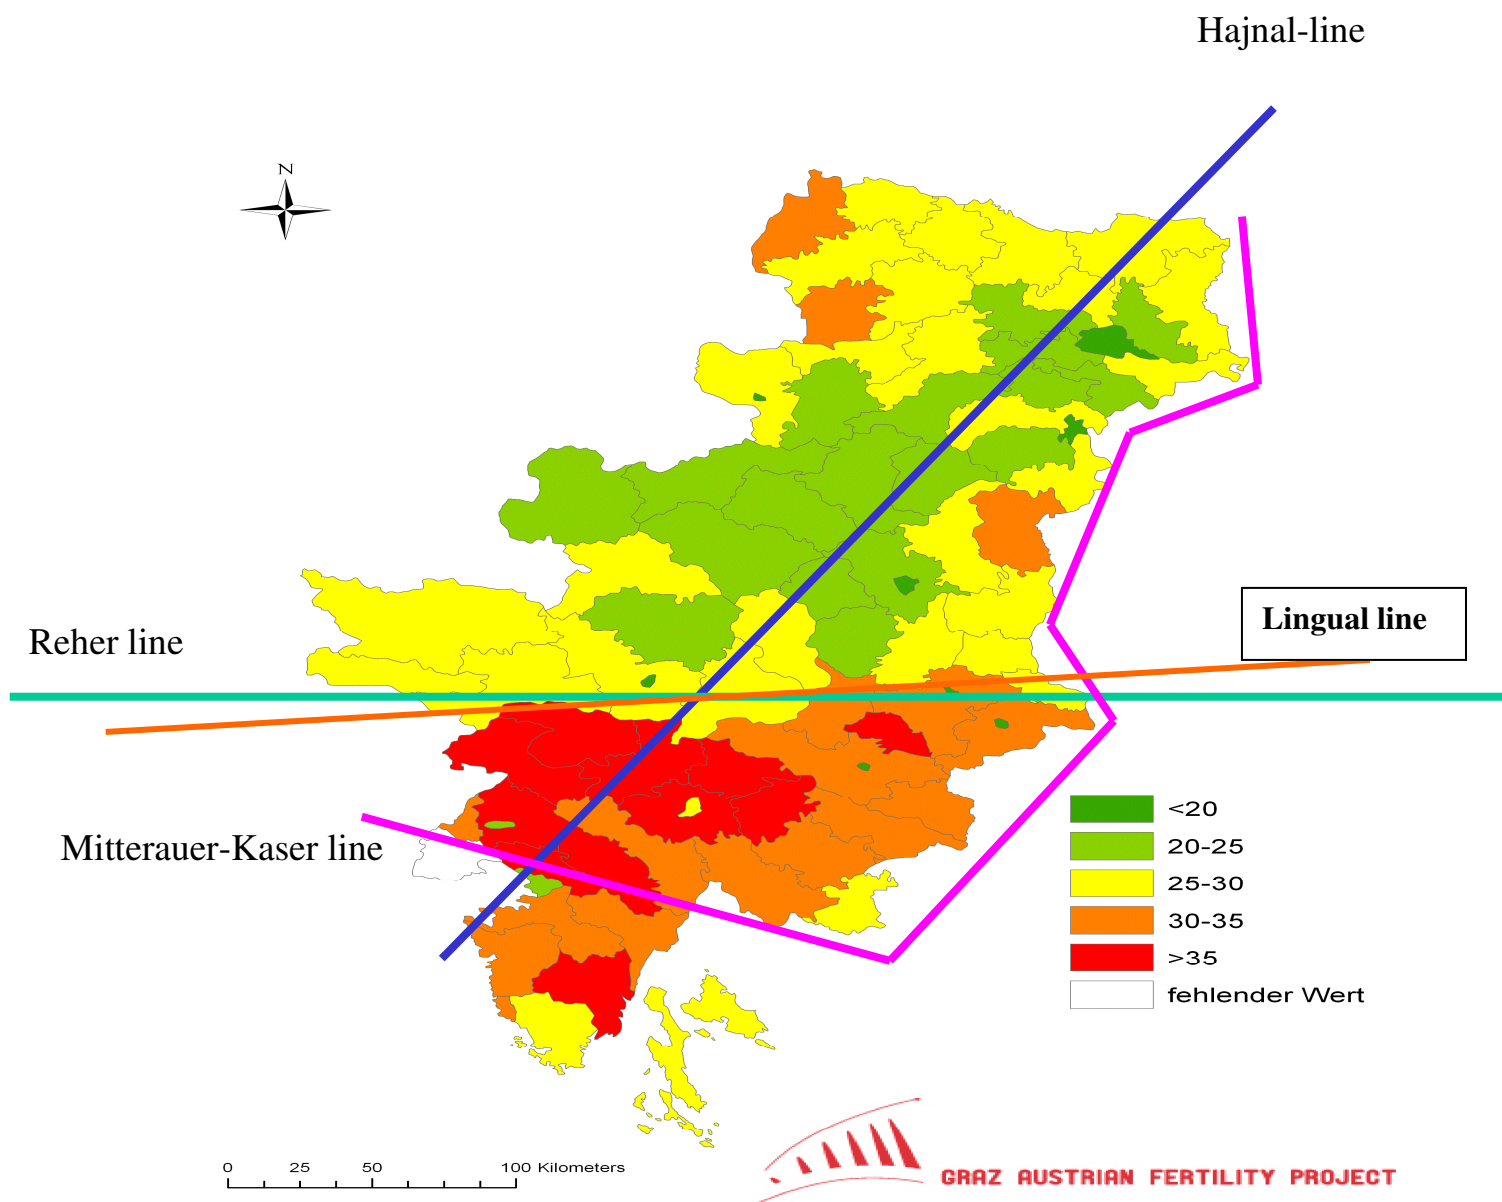 Hajnal-line
N
Lingual line
Reher line
Mitterauer-Kaser line
<20
20-25
25-30
30-35
>35
fehlender Wert
0 25 50 100 Kilometers
GRAZ AUSTRIAN FERTILITY PROJECT